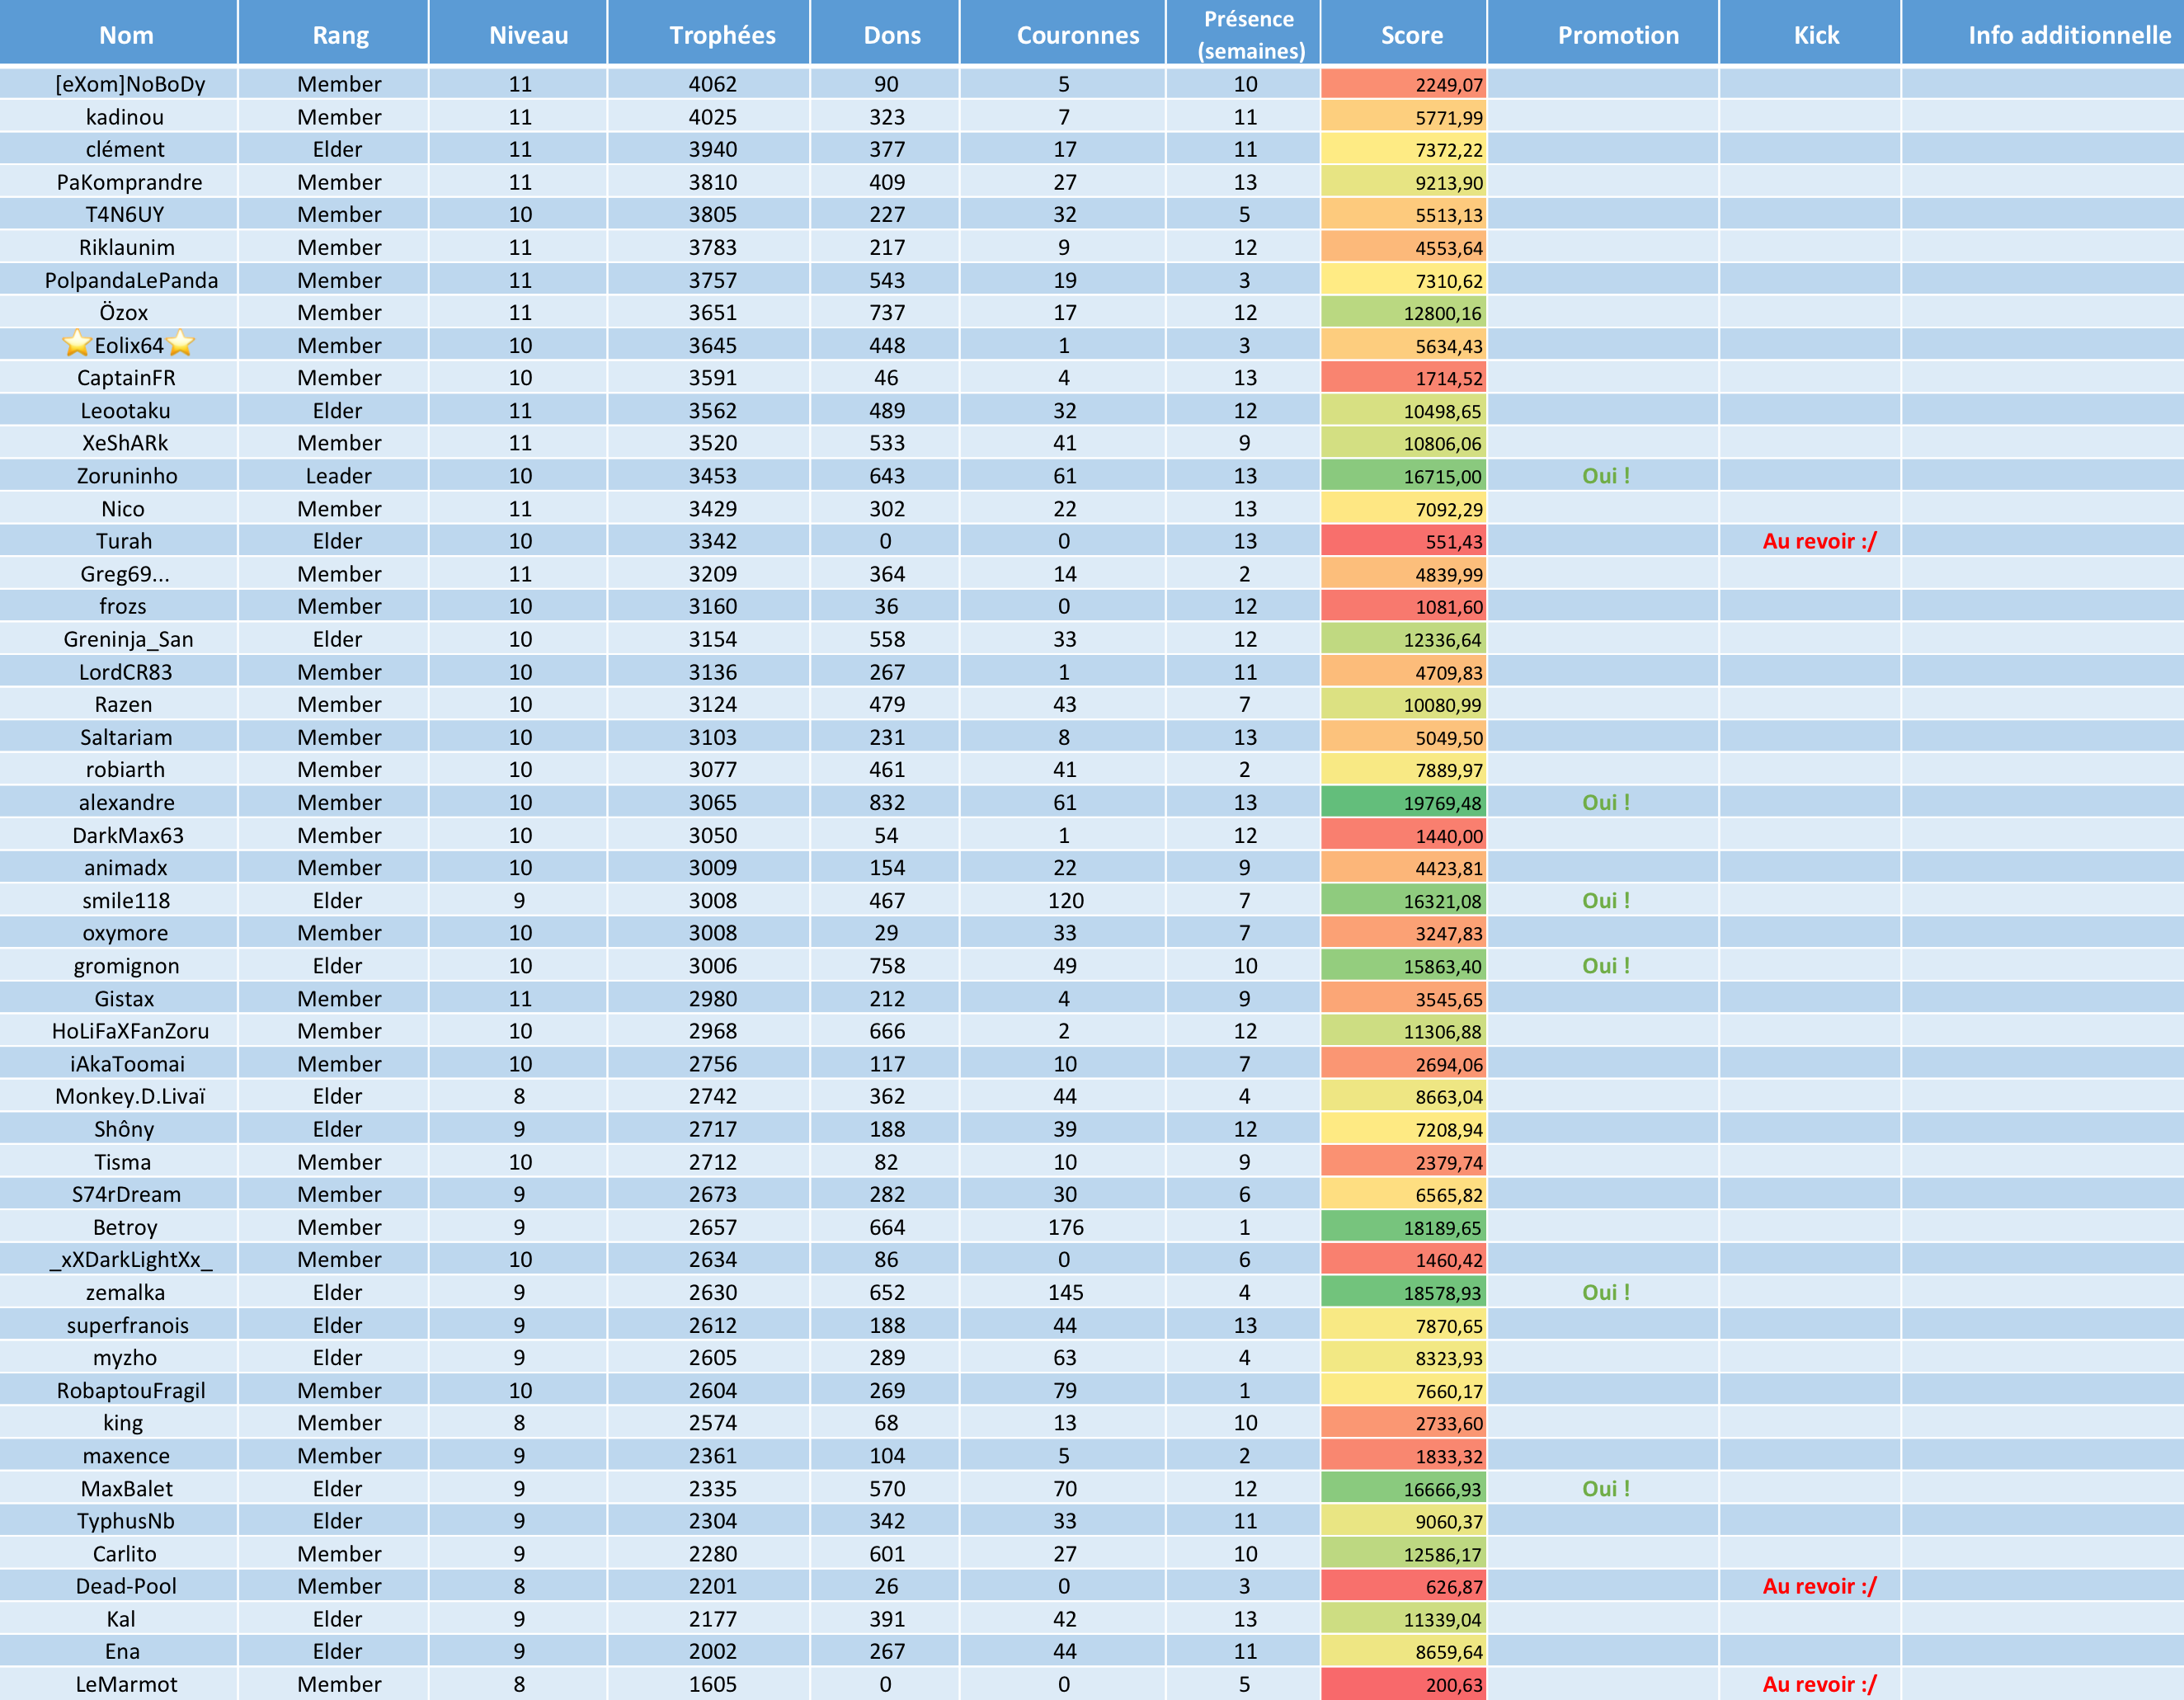 Nom Rang Niveau Trophées Dons Couronnes Présence (semaines) Score Promotion Kick Info additionnelle
[eXom]NoBoDy Member 11 4062 90 5 10 2249,07
kadinou Member 11 4025 323 7 11 5771,99
clément Elder 11 3940 377 17 11 7372,22
PaKomprandre Member 11 3810 409 27 13 9213,90
T4N6UY Member 10 3805 227 32 5 5513,13
Riklaunim Member 11 3783 217 9 12 4553,64
PolpandaLePanda Member 11 3757 543 19 3 7310,62
Özox Member 11 3651 737 17 12 12800,16
⭐Eolix64⭐ Member 10 3645 448 1 3 5634,43
CaptainFR Member 10 3591 46 4 13 1714,52
Leootaku Elder 11 3562 489 32 12 10498,65
XeShARk Member 11 3520 533 41 9 10806,06
Zoruninho Leader 10 3453 643 61 13 16715,00 Oui !
Nico Member 11 3429 302 22 13 7092,29
Turah Elder 10 3342 0 0 13 551,43 Au revoir :/
Greg69... Member 11 3209 364 14 2 4839,99
frozs Member 10 3160 36 0 12 1081,60
Greninja_San Elder 10 3154 558 33 12 12336,64
LordCR83 Member 10 3136 267 1 11 4709,83
Razen Member 10 3124 479 43 7 10080,99
Saltariam Member 10 3103 231 8 13 5049,50
robiarth Member 10 3077 461 41 2 7889,97
alexandre Member 10 3065 832 61 13 19769,48 Oui !
DarkMax63 Member 10 3050 54 1 12 1440,00
animadx Member 10 3009 154 22 9 4423,81
smile118 Elder 9 3008 467 120 7 16321,08 Oui !
oxymore Member 10 3008 29 33 7 3247,83
gromignon Elder 10 3006 758 49 10 15863,40 Oui !
Gistax Member 11 2980 212 4 9 3545,65
HoLiFaXFanZoru Member 10 2968 666 2 12 11306,88
iAkaToomai Member 10 2756 117 10 7 2694,06
Monkey.D.Livaï Elder 8 2742 362 44 4 8663,04
Shôny Elder 9 2717 188 39 12 7208,94
Tisma Member 10 2712 82 10 9 2379,74
S74rDream Member 9 2673 282 30 6 6565,82
Betroy Member 9 2657 664 176 1 18189,65
_xXDarkLightXx_ Member 10 2634 86 0 6 1460,42
zemalka Elder 9 2630 652 145 4 18578,93 Oui !
superfranois Elder 9 2612 188 44 13 7870,65
myzho Elder 9 2605 289 63 4 8323,93
RobaptouFragil Member 10 2604 269 79 1 7660,17
king Member 8 2574 68 13 10 2733,60
maxence Member 9 2361 104 5 2 1833,32
MaxBalet Elder 9 2335 570 70 12 16666,93 Oui !
TyphusNb Elder 9 2304 342 33 11 9060,37
Carlito Member 9 2280 601 27 10 12586,17
Dead-Pool Member 8 2201 26 0 3 626,87 Au revoir :/
Kal Elder 9 2177 391 42 13 11339,04
Ena Elder 9 2002 267 44 11 8659,64
LeMarmot Member 8 1605 0 0 5 200,63 Au revoir :/